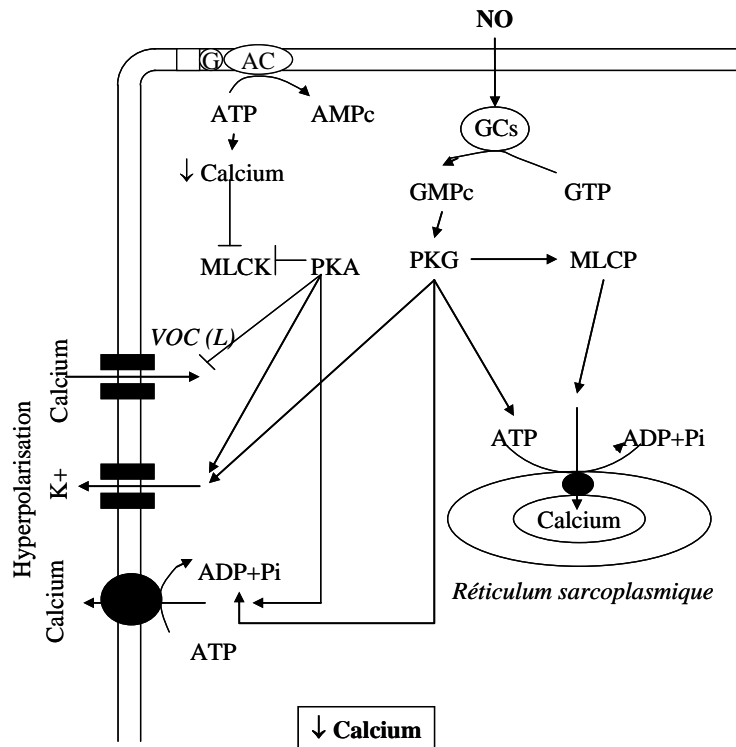 NO
G AC
ATP AMPc GCs
↓ Calcium
GMPc GTP
MLCK PKA PKG MLCP
VOC (L)
Calcium
Hyperpolarisation
K+
ATP ADP+Pi
Calcium
Réticulum sarcoplasmique
ADP+Pi
Calcium
ATP
↓ Calcium